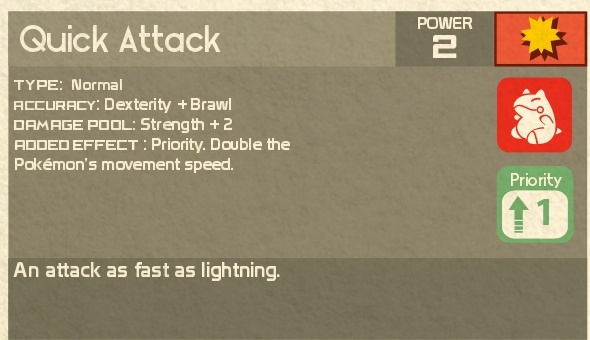 Quick Attack
POWER
2
TYPE: Normal
ACCURACY: Dexterity + Brawl
DAMAGE POOL: Strength + 2
ADDED EFFECT : Priority. Double the
Pokémon's movement speed.
Priority
1
An attack as fast as lightning.